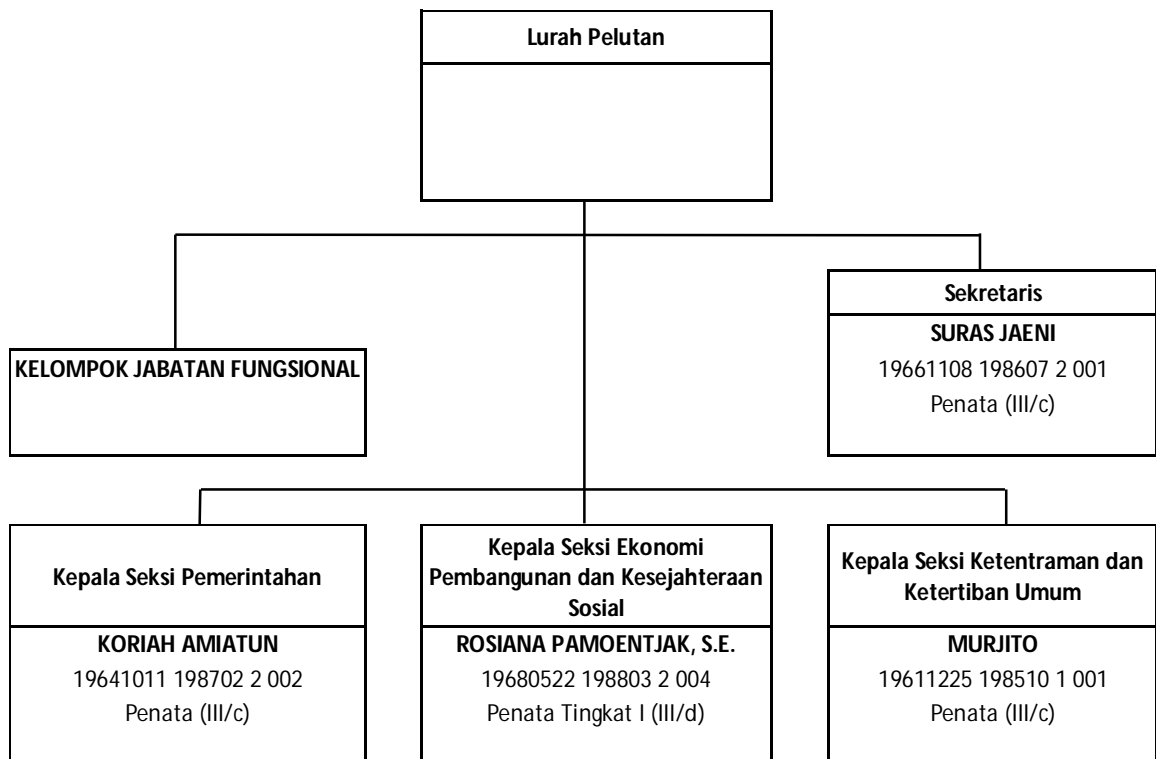 Lurah Pelutan
Sekretaris
SURAS JAENI
19661108 198607 2 001
Penata (III/c)
KELOMPOK JABATAN FUNGSIONAL
Kepala Seksi Pemerintahan
KORIAH AMIATUN
19641011 198702 2 002
Penata (III/c)
Kepala Seksi Ekonomi
Pembangunan dan Kesejahteraan
Sosial
ROSIANA PAMOENTJAK, S.E.
19680522 198803 2 004
Penata Tingkat I (III/d)
Kepala Seksi Ketentraman dan
Ketertiban Umum
MURJITO
19611225 198510 1 001
Penata (III/c)